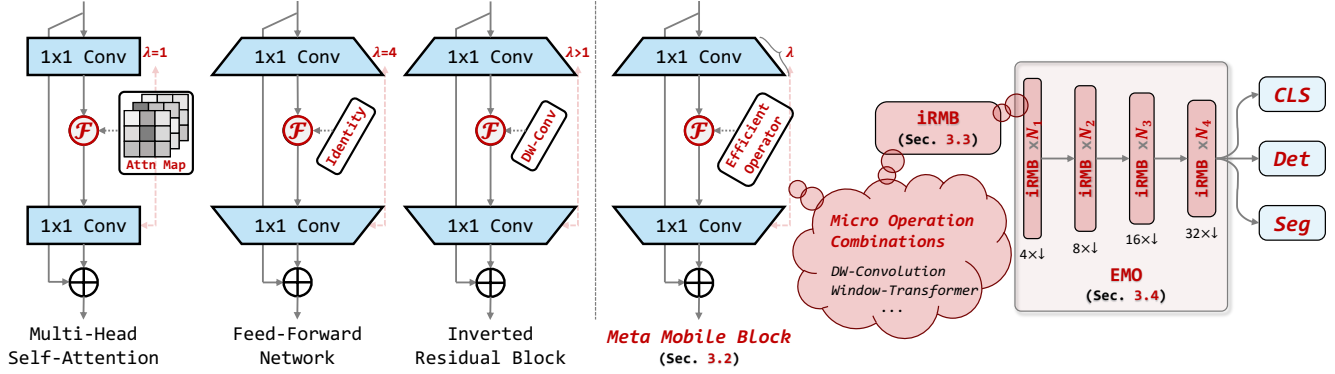 1x1 Conv
λ=1
ℱ
Attn Map
1x1 Conv
Multi-Head
Self-Attention
1x1 Conv
λ=4
ℱ
Identity
1x1 Conv
Feed-Forward
Network
1x1 Conv
λ>1
ℱ
DW-Conv
1x1 Conv
Inverted
Residual Block
1x1 Conv
λ
ℱ
Efficient
Operator
1x1 Conv
Meta Mobile Block
(Sec. 3.2)
iRMB
(Sec. 3.3)
Micro Operation
Combinations
DW-Convolution
Window-Transformer
...
iRMB ×N₁
4×↓
iRMB ×N₂
8×↓
iRMB ×N₃
16×↓
iRMB ×N₄
32×↓
EMO
(Sec. 3.4)
CLS
Det
Seg